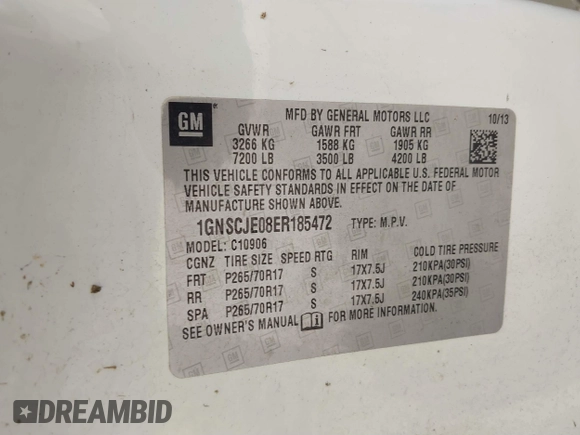 GM
MFD BY GENERAL MOTORS LLC 10/13
GVWR GAWR FRT GAWR RR
3266 KG 1588 KG 1905 KG
7200 LB 3500 LB 4200 LB
THIS VEHICLE CONFORMS TO ALL APPLICABLE U.S. FEDERAL MOTOR
VEHICLE SAFETY STANDARDS IN EFFECT ON THE DATE OF
MANUFACTURE SHOWN ABOVE.
1GNSCJE08ER185472 TYPE: M.P.V.
MODEL: C10906
CGNZ TIRE SIZE SPEED RTG RIM COLD TIRE PRESSURE
FRT P265/70R17 S 17X7.5J 210KPA(30PSI)
RR P265/70R17 S 17X7.5J 210KPA(30PSI)
SPA P265/70R17 S 17X7.5J 240KPA(35PSI)
SEE OWNER'S MANUAL FOR MORE INFORMATION.
DREAMBID